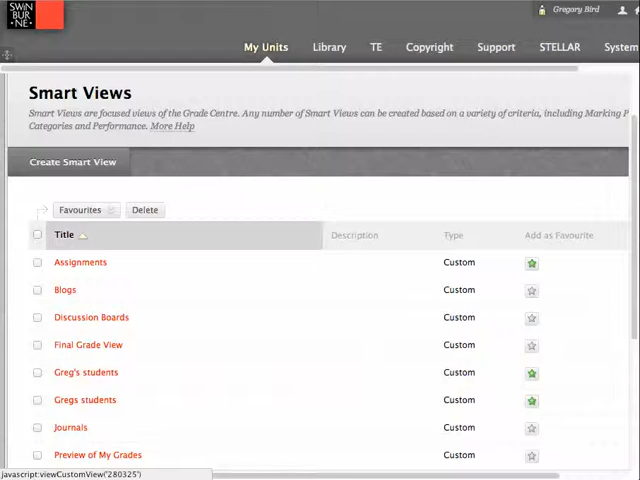 SWIN
BUR
•NE•
Gregory Bird
My Units Library TE Copyright Support STELLAR System
Smart Views
Smart Views are focused views of the Grade Centre. Any number of Smart Views can be created based on a variety of criteria, including Marking P
Categories and Performance. More Help
Create Smart View
Favourites Delete
Title Description Type Add as Favourite
Assignments Custom
Blogs Custom
Discussion Boards Custom
Final Grade View Custom
Greg's students Custom
Gregs students Custom
Journals Custom
Preview of My Grades Custom
javascript:viewCustomView("280325")